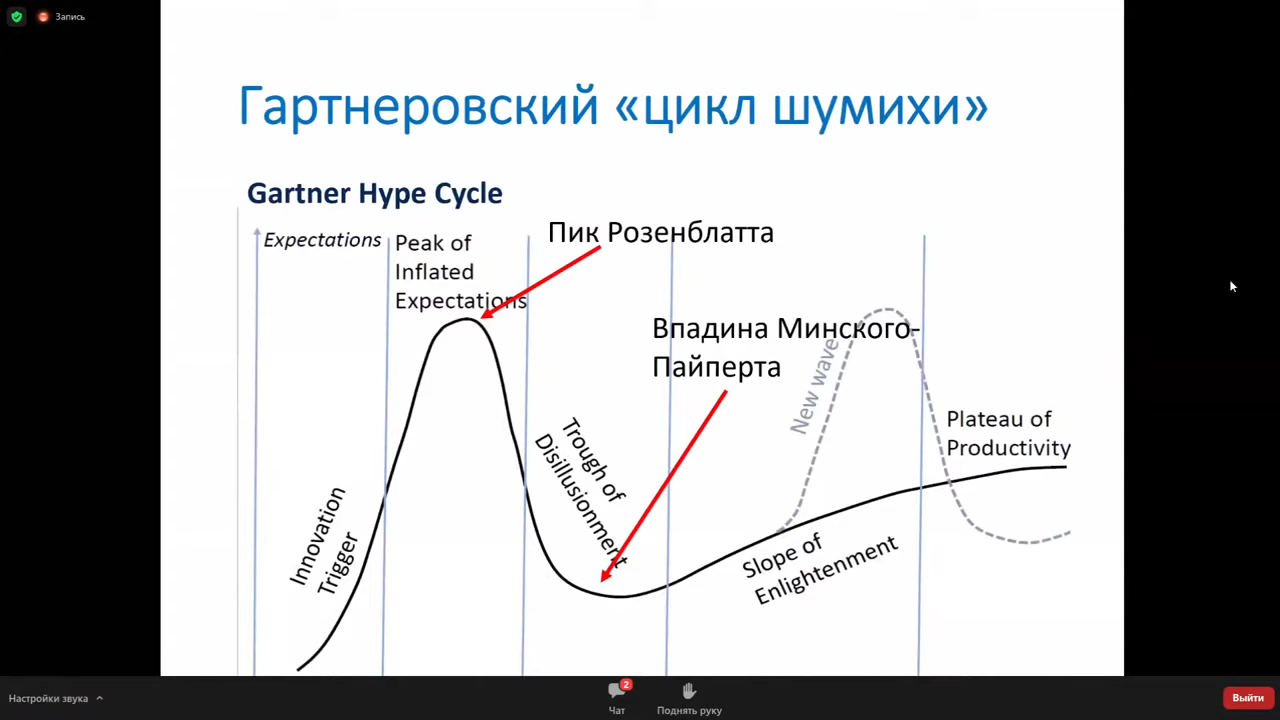 Запись
Гартнеровский «цикл шумихи»
Gartner Hype Cycle
Expectations
Peak of
Inflated
Expectations
Пик Розенблатта
Впадина Минского-
Пайперта
New wave
Plateau of
Productivity
Trough of
Disillusionment
Innovation
Trigger
Slope of
Enlightenment
Настройки звука
2
Чат
Поднять руку
Выйти